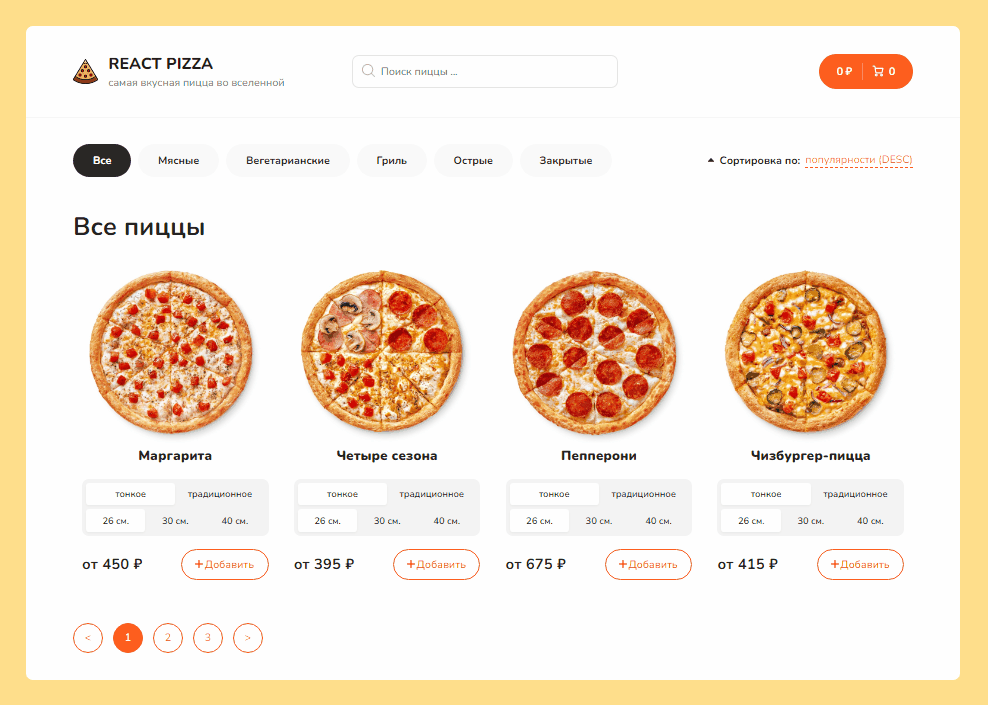 REACT PIZZA
самая вкусная пицца во вселенной
Поиск пиццы ...
0 ₽ 0
Все Мясные Вегетарианские Гриль Острые Закрытые
Сортировка по: популярности (DESC)
Все пиццы
Маргарита Четыре сезона Пепперони Чизбургер-пицца
тонкое традиционное тонкое традиционное тонкое традиционное тонкое традиционное
26 см. 30 см. 40 см. 26 см. 30 см. 40 см. 26 см. 30 см. 40 см. 26 см. 30 см. 40 см.
от 450 ₽ +Добавить от 395 ₽ +Добавить от 675 ₽ +Добавить от 415 ₽ +Добавить
< 1 2 3 >